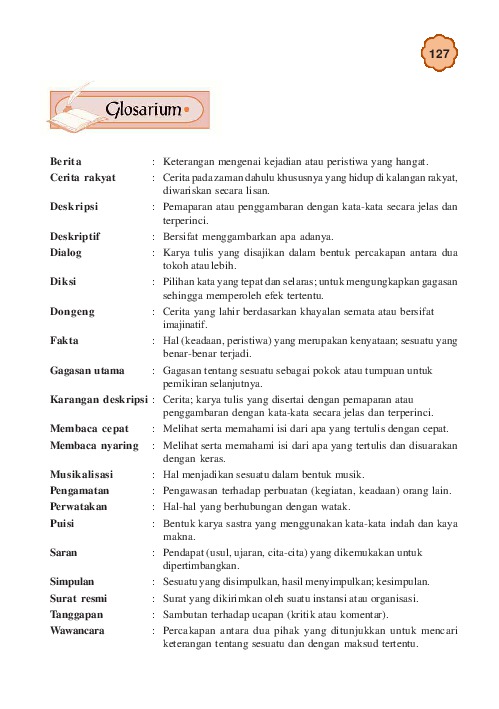 127
Glosarium
Berita : Keterangan mengenai kejadian atau peristiwa yang hangat.
Cerita rakyat : Cerita pada zaman dahulu khususnya yang hidup di kalangan rakyat,
diwariskan secara lisan.
Deskripsi : Pemaparan atau penggambaran dengan kata-kata secara jelas dan
terperinci.
Deskriptif : Bersifat menggambarkan apa adanya.
Dialog : Karya tulis yang disajikan dalam bentuk percakapan antara dua
tokoh atau lebih.
Diksi : Pilihan kata yang tepat dan selaras; untuk mengungkapkan gagasan
sehingga memperoleh efek tertentu.
Dongeng : Cerita yang lahir berdasarkan khayalan semata atau bersifat
imajinatif.
Fakta : Hal (keadaan, peristiwa) yang merupakan kenyataan; sesuatu yang
benar-benar terjadi.
Gagasan utama : Gagasan tentang sesuatu sebagai pokok atau tumpuan untuk
pemikiran selanjutnya.
Karangan deskripsi : Cerita; karya tulis yang disertai dengan pemaparan atau
penggambaran dengan kata-kata secara jelas dan terperinci.
Membaca cepat : Melihat serta memahami isi dari apa yang tertulis dengan cepat.
Membaca nyaring : Melihat serta memahami isi dari apa yang tertulis dan disuarakan
dengan keras.
Musikalisasi : Hal menjadikan sesuatu dalam bentuk musik.
Pengamatan : Pengawasan terhadap perbuatan (kegiatan, keadaan) orang lain.
Perwatakan : Hal-hal yang berhubungan dengan watak.
Puisi : Bentuk karya sastra yang menggunakan kata-kata indah dan kaya
makna.
Saran : Pendapat (usul, ujaran, cita-cita) yang dikemukakan untuk
dipertimbangkan.
Simpulan : Sesuatu yang disimpulkan, hasil menyimpulkan; kesimpulan.
Surat resmi : Surat yang dikirimkan oleh suatu instansi atau organisasi.
Tanggapan : Sambutan terhadap ucapan (kritik atau komentar).
Wawancara : Percakapan antara dua pihak yang ditunjukkan untuk mencari
keterangan tentang sesuatu dan dengan maksud tertentu.